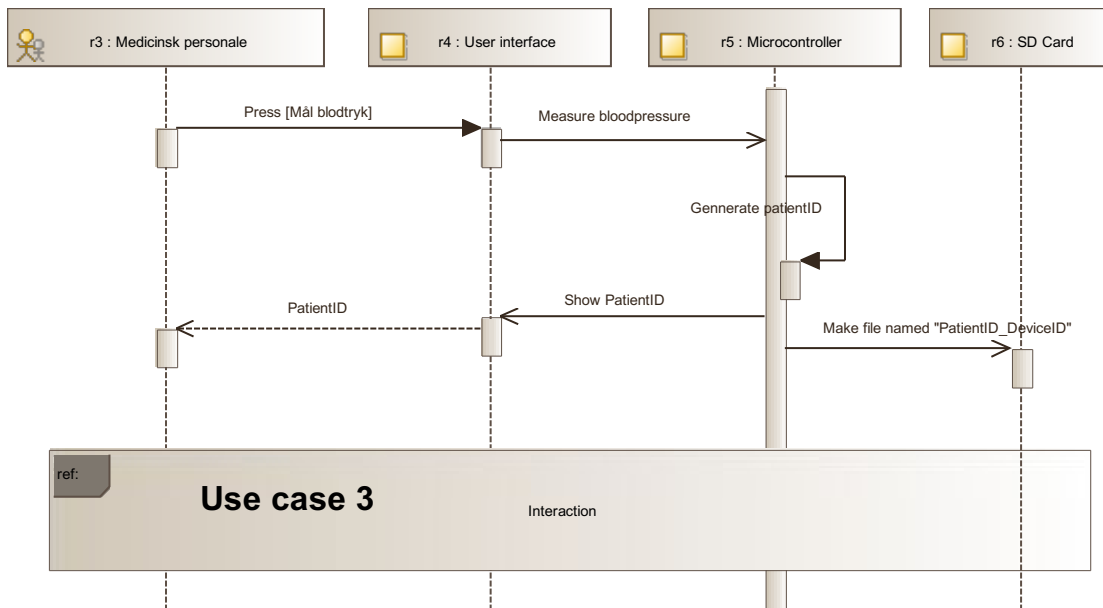 r3 : Medicinsk personale
r4 : User interface
r5 : Microcontroller
r6 : SD Card
Press [Mål blodtryk]
Measure bloodpressure
Gennerate patientID
PatientID
Show PatientID
Make file named "PatientID_DeviceID"
ref:
Use case 3
Interaction